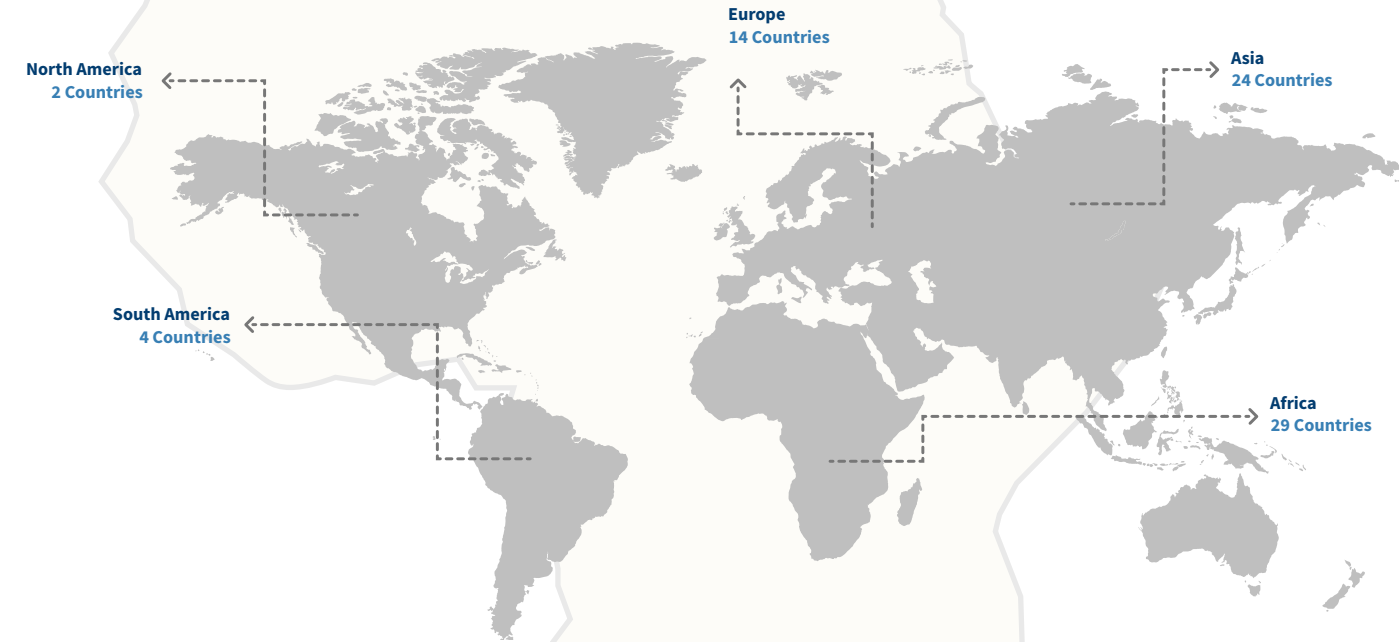 Europe
14 Countries
North America
2 Countries
Asia
24 Countries
South America
4 Countries
Africa
29 Countries